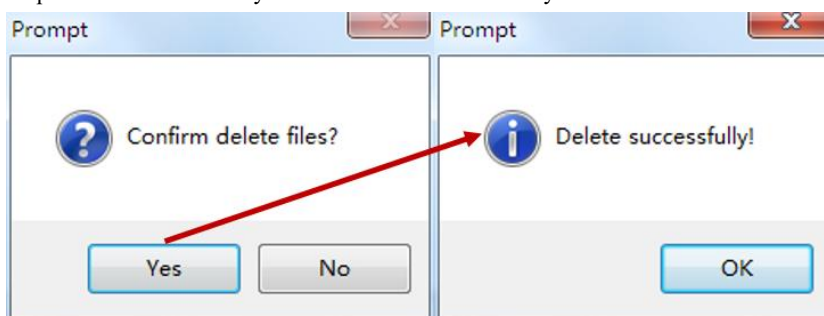 Prompt
Confirm delete files?
Yes
No
Prompt
Delete successfully!
OK